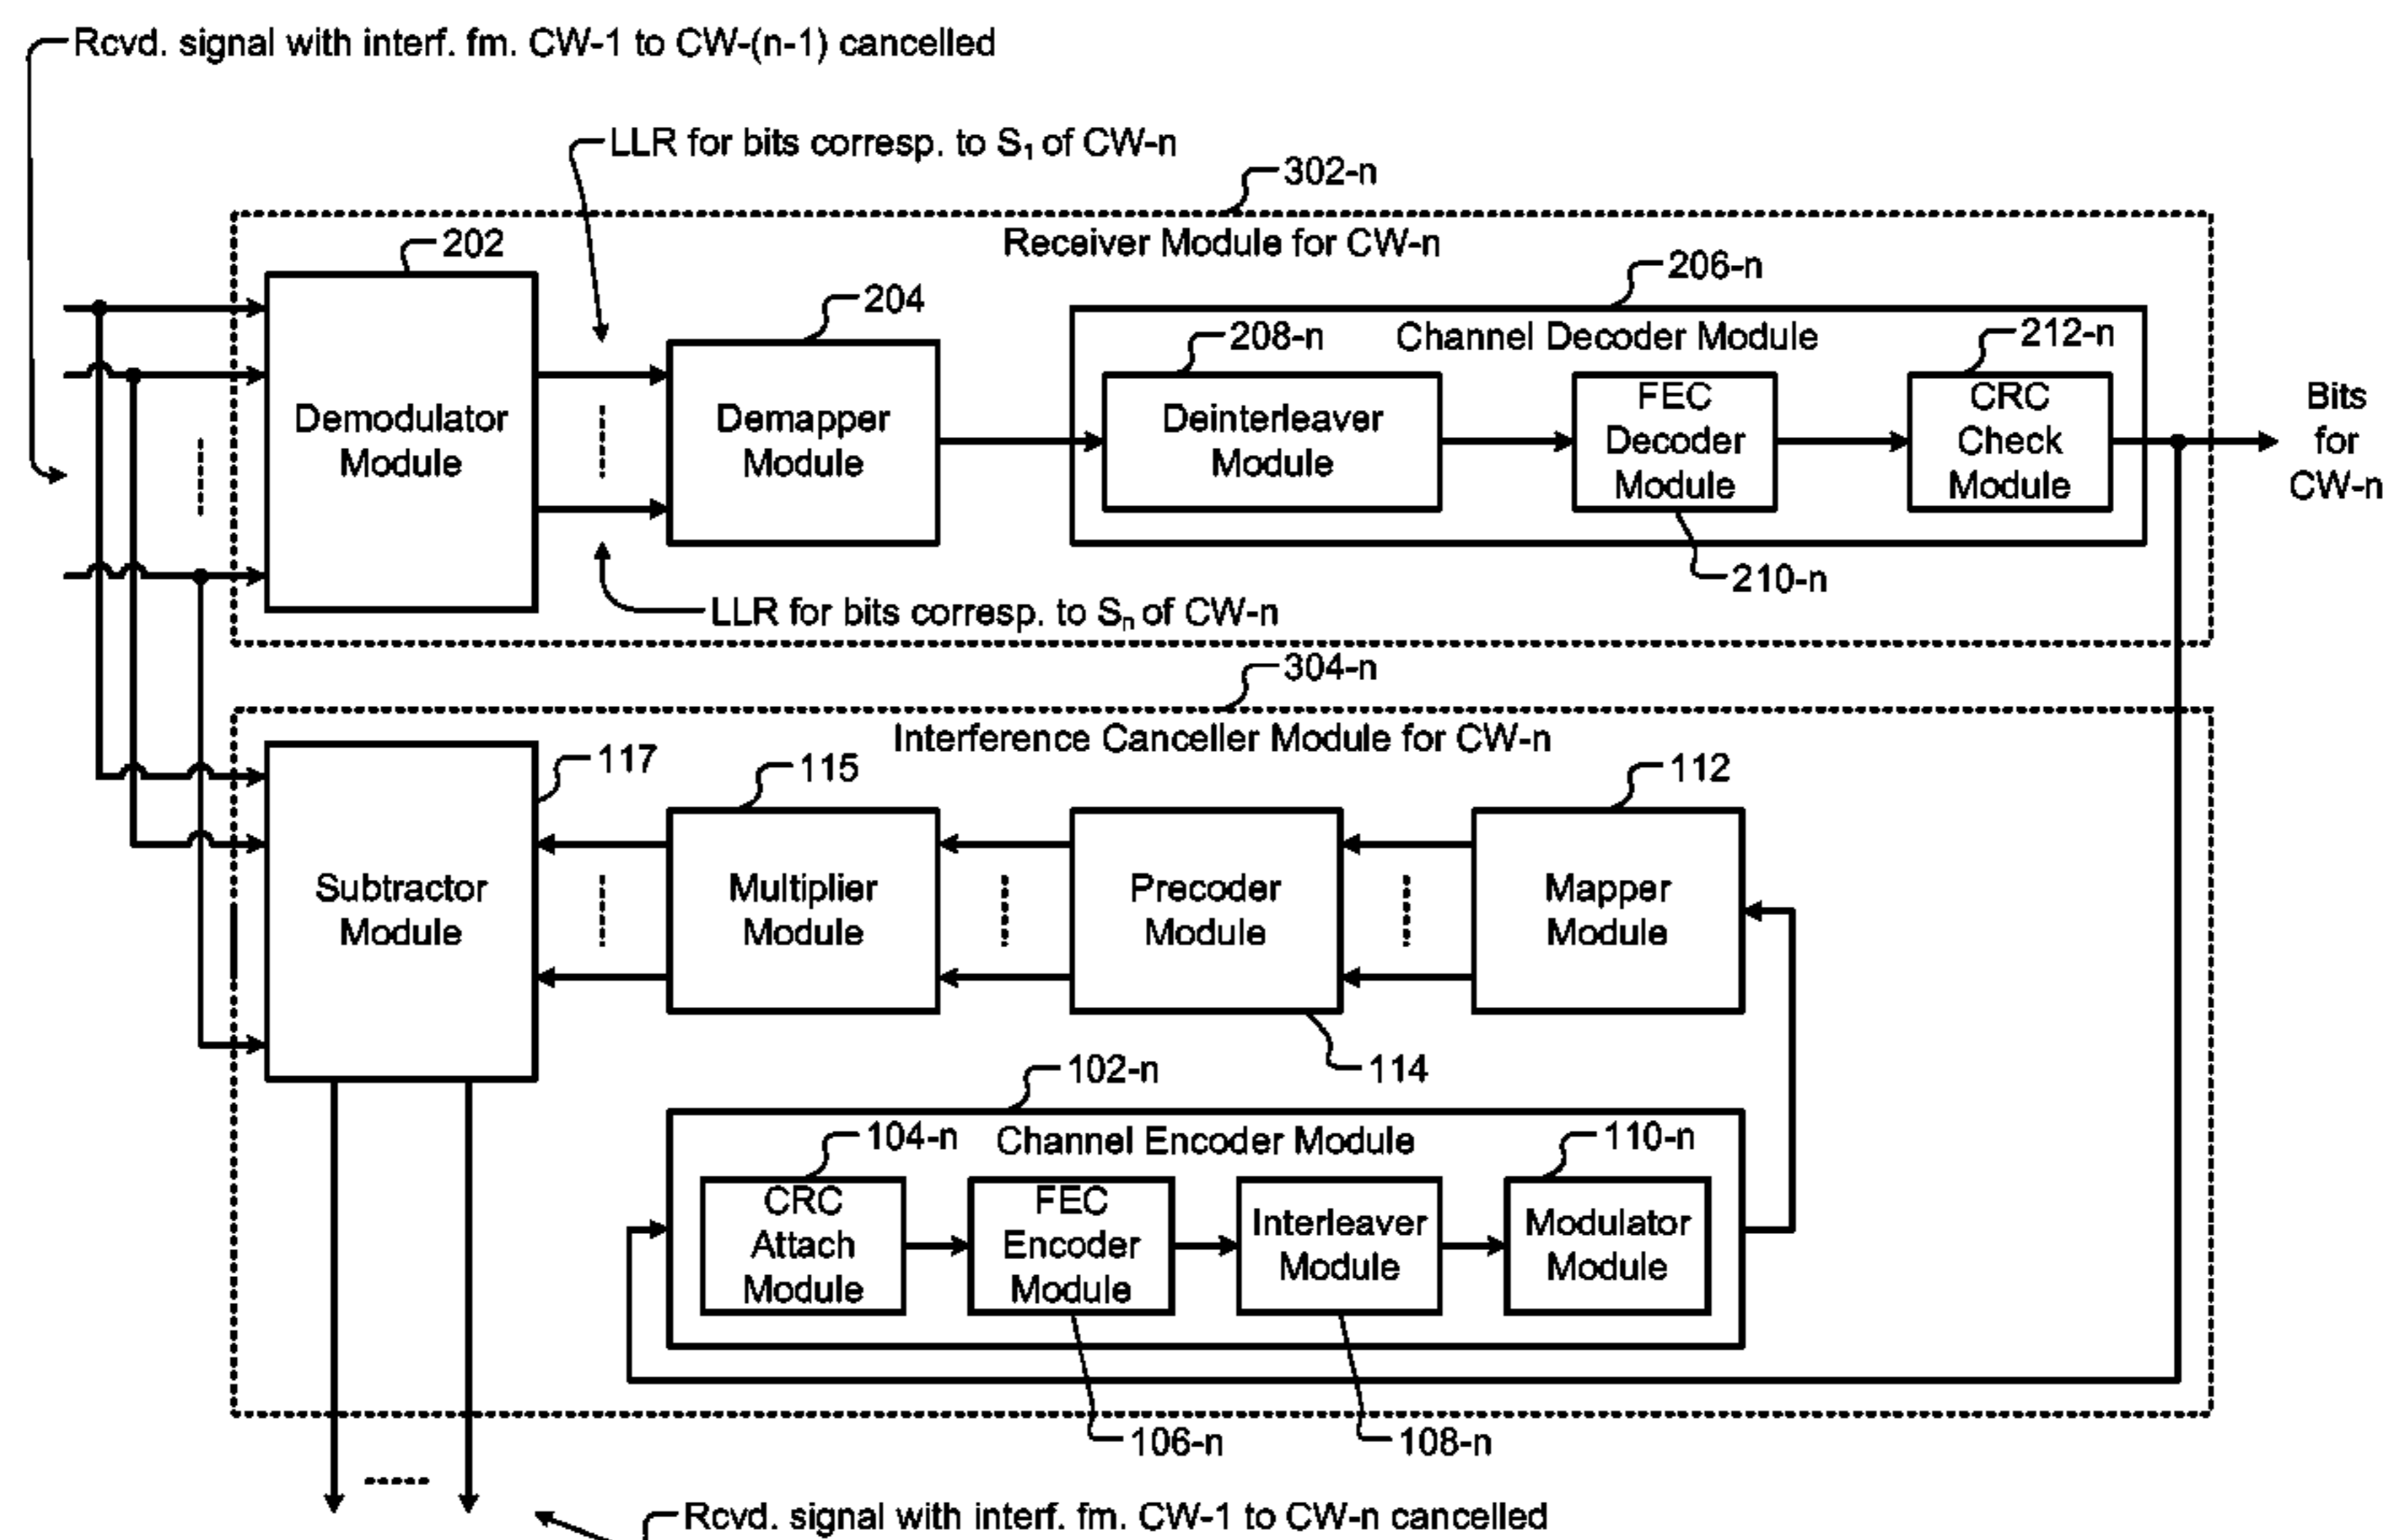 Rcvd. signal with interf. fm. CW-1 to CW-(n-1) cancelled
LLR for bits corresp. to S₁ of CW-n
302-n
Receiver Module for CW-n
202
Demodulator
Module
204
Demapper
Module
206-n
Channel Decoder Module
208-n
Deinterleaver
Module
FEC
Decoder
Module
210-n
212-n
CRC
Check
Module
Bits
for
CW-n
LLR for bits corresp. to Sₙ of CW-n
304-n
Interference Canceller Module for CW-n
117
Subtractor
Module
115
Multiplier
Module
Precoder
Module
114
112
Mapper
Module
102-n
Channel Encoder Module
104-n
CRC
Attach
Module
FEC
Encoder
Module
Interleaver
Module
110-n
Modulator
Module
106-n
108-n
Rcvd. signal with interf. fm. CW-1 to CW-n cancelled